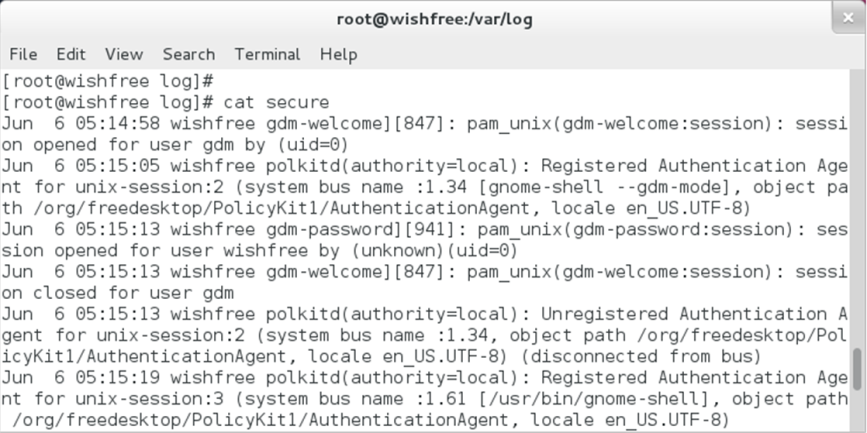 root@wishfree:/var/log
File Edit View Search Terminal Help
[root@wishfree log]#
[root@wishfree log]# cat secure
Jun  6 05:14:58 wishfree gdm-welcome][847]: pam_unix(gdm-welcome:session): sessi
on opened for user gdm by (uid=0)
Jun  6 05:15:05 wishfree polkitd(authority=local): Registered Authentication Age
nt for unix-session:2 (system bus name :1.34 [gnome-shell --gdm-mode], object pa
th /org/freedesktop/PolicyKit1/AuthenticationAgent, locale en_US.UTF-8)
Jun  6 05:15:13 wishfree gdm-password][941]: pam_unix(gdm-password:session): ses
sion opened for user wishfree by (unknown)(uid=0)
Jun  6 05:15:13 wishfree gdm-welcome][847]: pam_unix(gdm-welcome:session): sessi
on closed for user gdm
Jun  6 05:15:13 wishfree polkitd(authority=local): Unregistered Authentication A
gent for unix-session:2 (system bus name :1.34, object path /org/freedesktop/Pol
icyKit1/AuthenticationAgent, locale en_US.UTF-8) (disconnected from bus)
Jun  6 05:15:19 wishfree polkitd(authority=local): Registered Authentication Age
nt for unix-session:3 (system bus name :1.61 [/usr/bin/gnome-shell], object path
 /org/freedesktop/PolicyKit1/AuthenticationAgent, locale en_US.UTF-8)